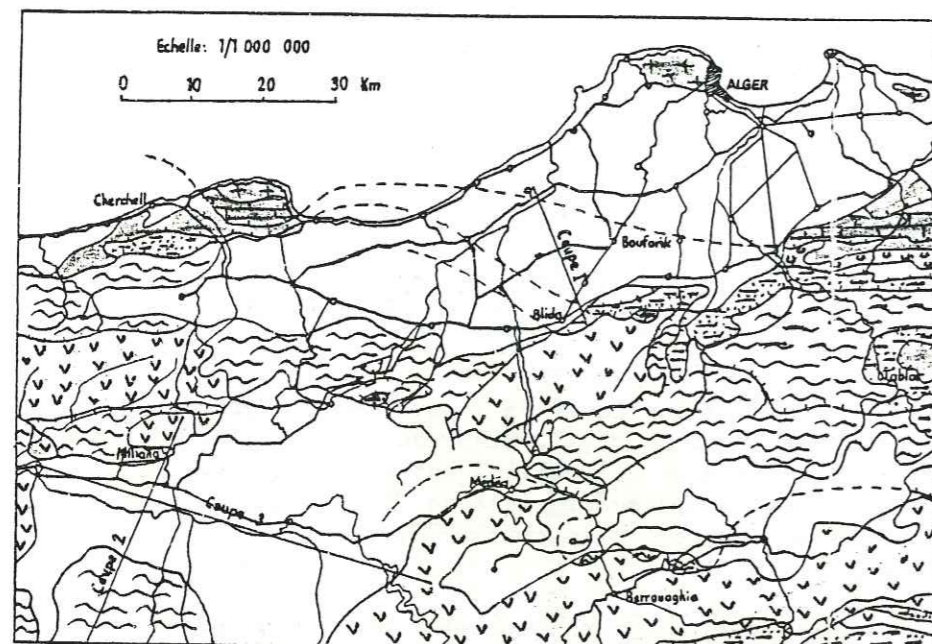 Echelle: 1/1 000 000
0 10 20 30 Km
ALGER
Cherchell
Coupe 1
Boufarik
Blida
Tablat
Miliana
Médéa
Coupe 3
Coupe 2
Berrouaghia